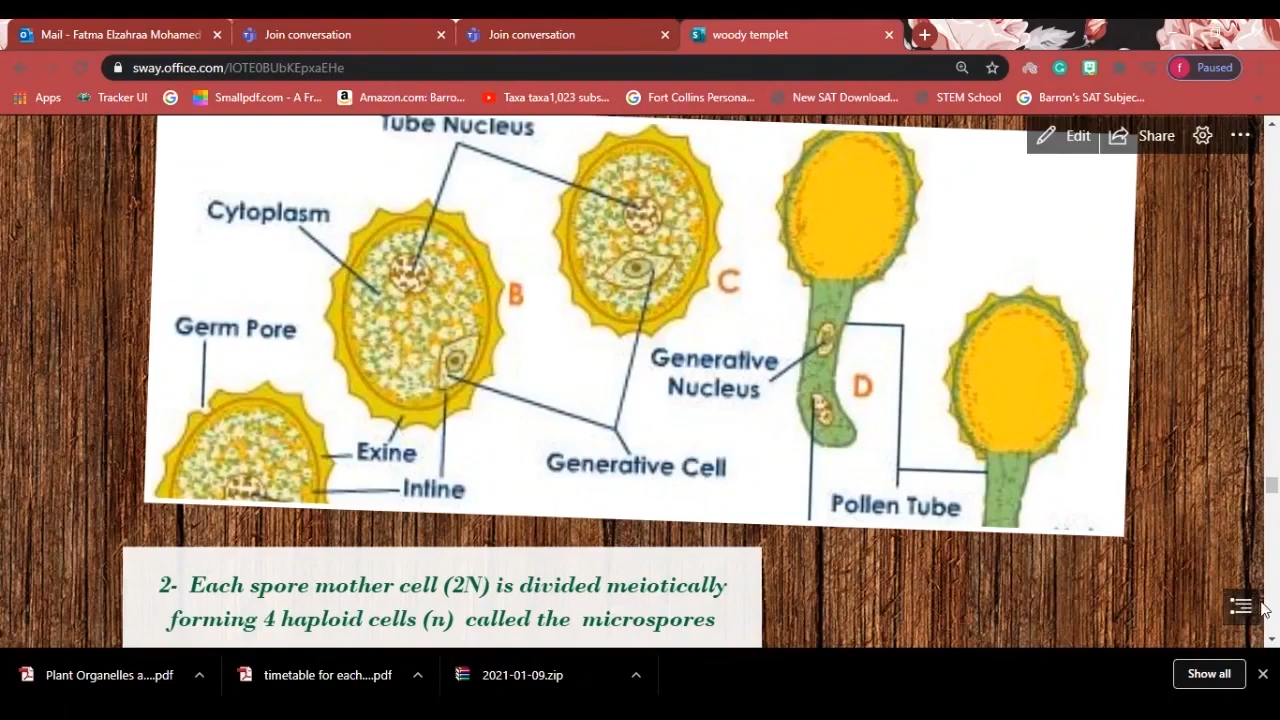 Mail - Fatma Elzahraa Mohamed
Join conversation
Join conversation
woody templet
sway.office.com/lOTE0BUbKEpxaEHe
f Paused
Apps
Tracker UI
Smallpdf.com - A Fr...
Amazon.com: Barro...
Taxa taxa1,023 subs...
Fort Collins Persona...
New SAT Download...
STEM School
Barron's SAT Subjec...
Edit
Share
Tube Nucleus
Cytoplasm
B
C
Germ Pore
Generative
Nucleus
D
Exine
Intine
Generative Cell
Pollen Tube
2- Each spore mother cell (2N) is divided meiotically
forming 4 haploid cells (n) called the microspores
Plant Organelles a....pdf
timetable for each....pdf
2021-01-09.zip
Show all